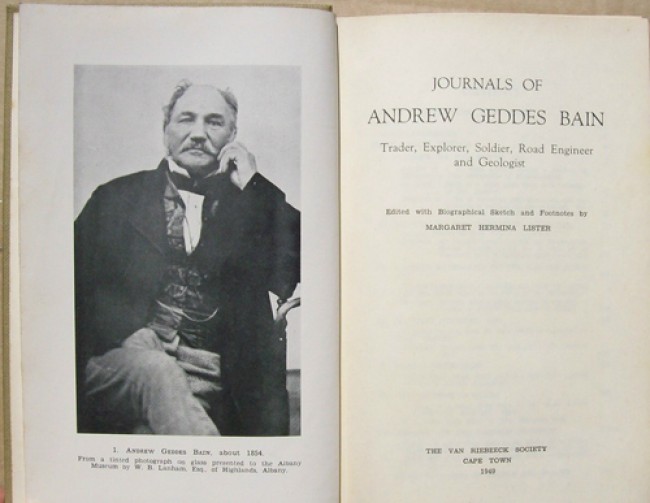 1. ANDREW GEDDES BAIN, about 1854.
From a tinted photograph on glass presented to the Albany
Museum by W. B. Lanham, Esq., of Highlands, Albany.
JOURNALS OF
ANDREW GEDDES BAIN
Trader, Explorer, Soldier, Road Engineer
and Geologist
Edited with Biographical Sketch and Footnotes by
MARGARET HERMINA LISTER
THE VAN RIEBEECK SOCIETY
CAPE TOWN
1949